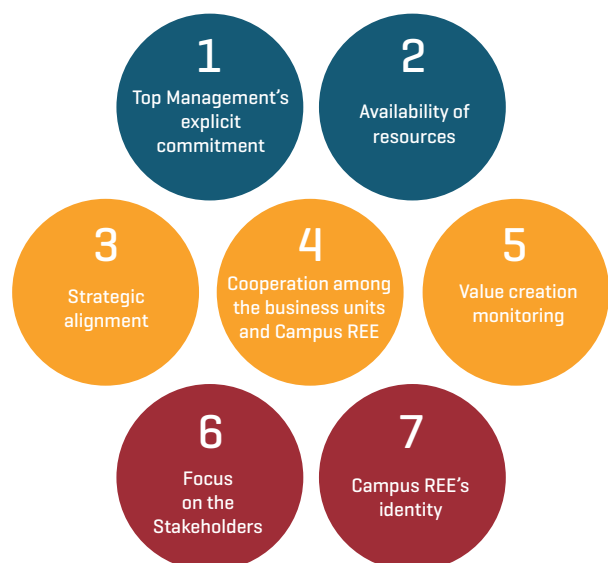 1
Top Management's
explicit
commitment
2
Availability of
resources
3
Strategic
alignment
4
Cooperation among
the business units
and Campus REE
5
Value creation
monitoring
6
Focus
on the
Stakeholders
7
Campus REE's
identity